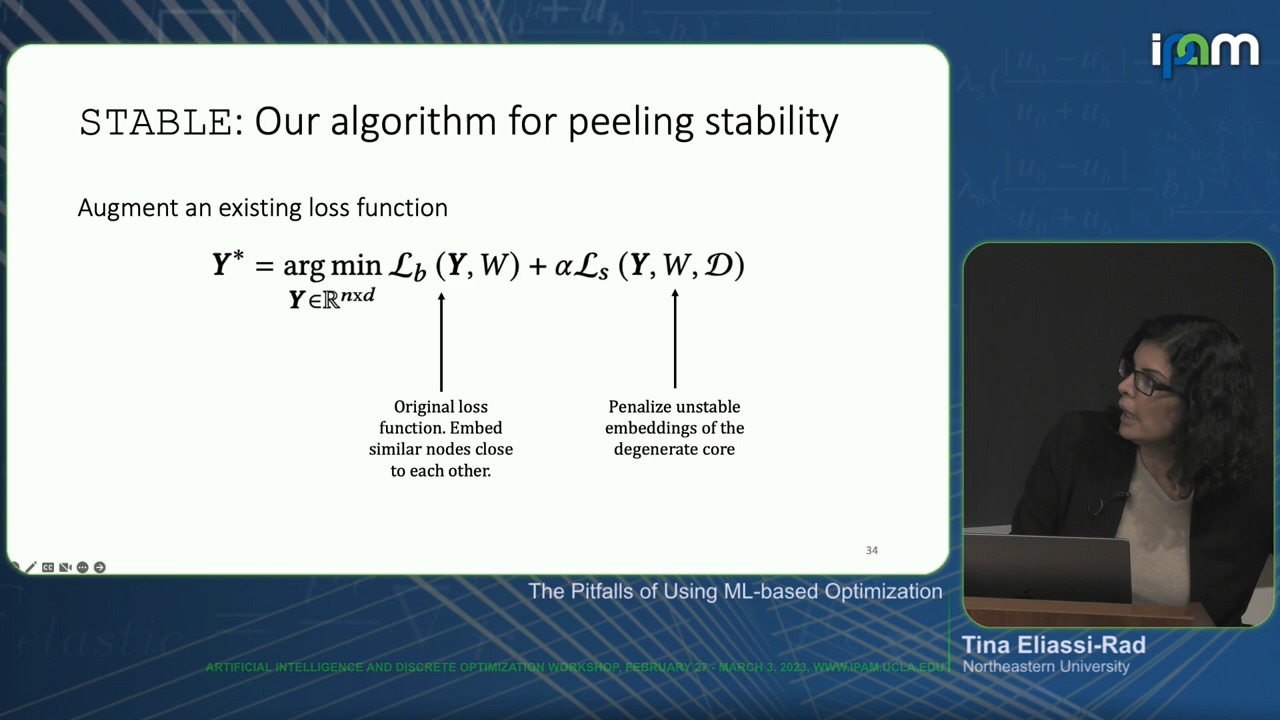 ipam
STABLE: Our algorithm for peeling stability
Augment an existing loss function
Y* = arg min ℒb (Y, W) + αℒs (Y, W, 𝒟)
Y∈ℝⁿˣᵈ
Original loss
function. Embed
similar nodes close
to each other.
Penalize unstable
embeddings of the
degenerate core
34
The Pitfalls of Using ML-based Optimization
Tina Eliassi-Rad
Northeastern University
ARTIFICIAL INTELLIGENCE AND DISCRETE OPTIMIZATION WORKSHOP, FEBRUARY 27 - MARCH 3, 2023, WWW.IPAM.UCLA.EDU
elastic